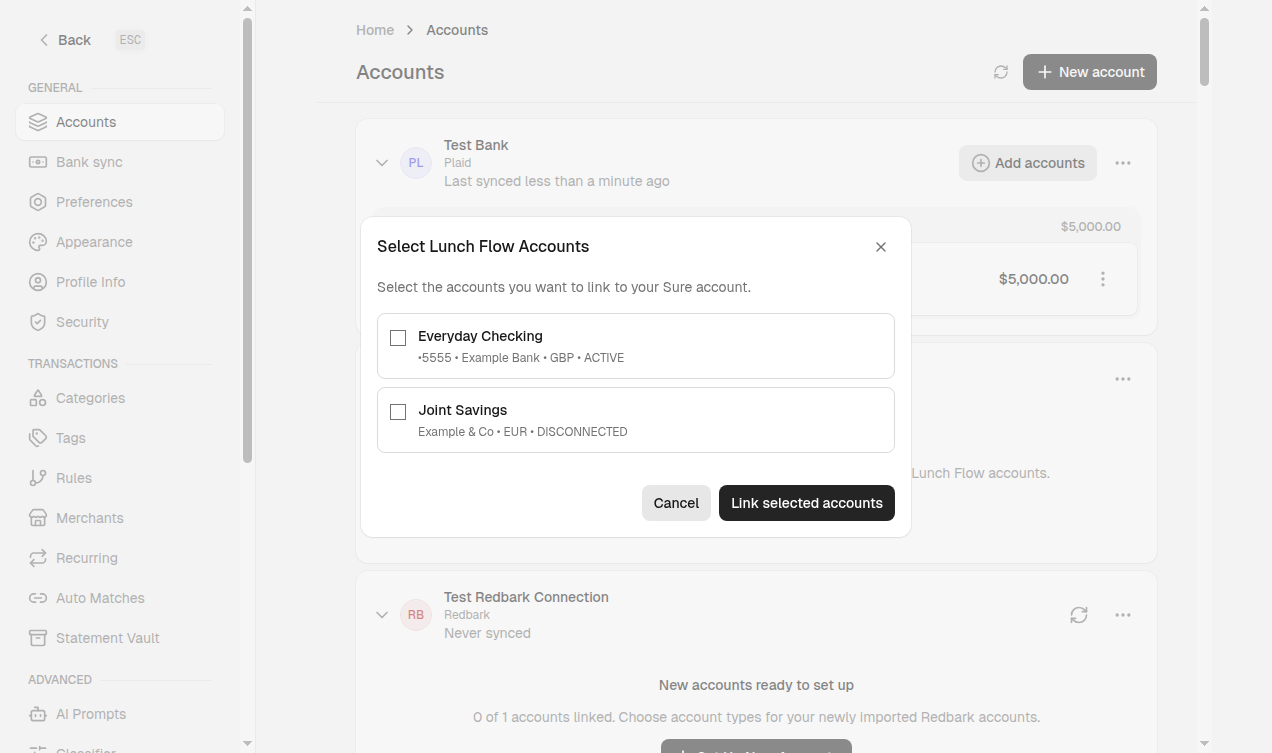 Back ESC
GENERAL
Accounts
Bank sync
Preferences
Appearance
Profile Info
Security
TRANSACTIONS
Categories
Tags
Rules
Merchants
Recurring
Auto Matches
Statement Vault
ADVANCED
AI Prompts
Home > Accounts
Accounts
New account
PL
Test Bank
Plaid
Last synced less than a minute ago
Add accounts
$5,000.00
$5,000.00
Select Lunch Flow Accounts
Select the accounts you want to link to your Sure account.
Everyday Checking
•5555 • Example Bank • GBP • ACTIVE
Joint Savings
Example & Co • EUR • DISCONNECTED
Cancel
Link selected accounts
Lunch Flow accounts.
RB
Test Redbark Connection
Redbark
Never synced
New accounts ready to set up
0 of 1 accounts linked. Choose account types for your newly imported Redbark accounts.